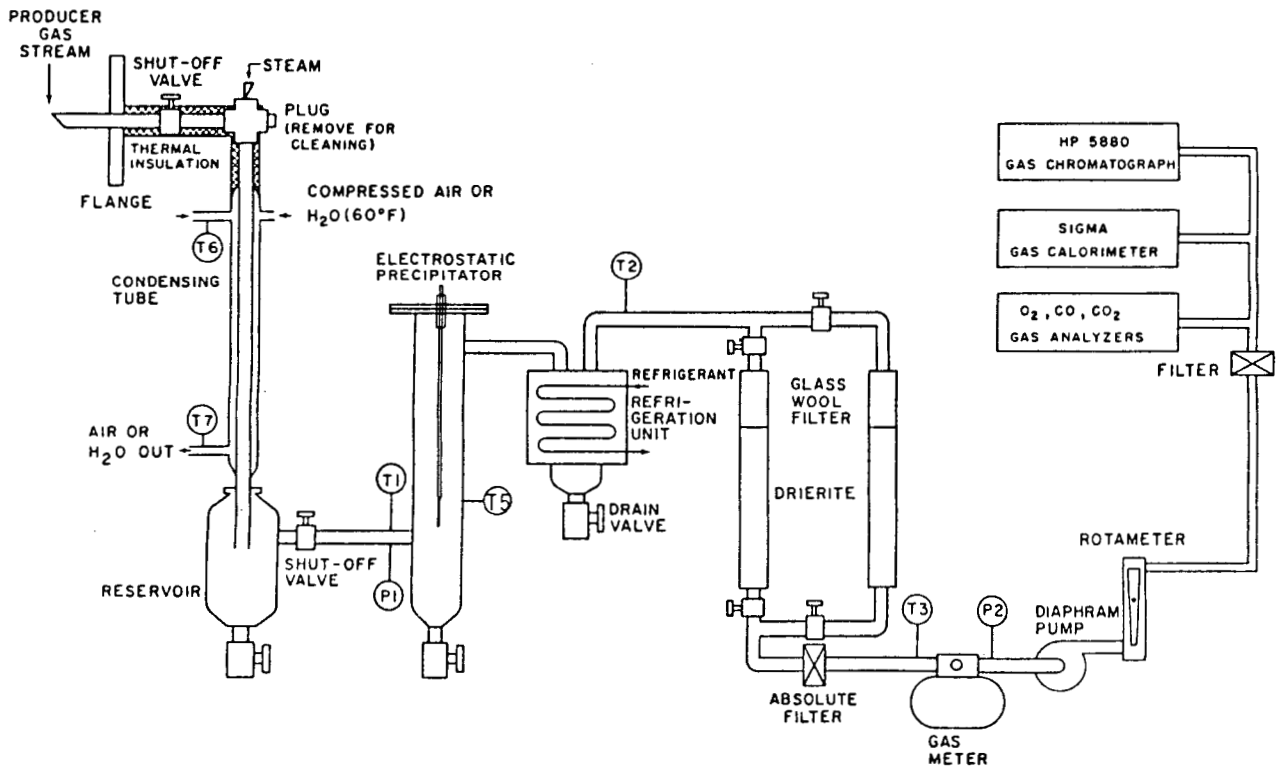 PRODUCER
GAS
STREAM
SHUT-OFF
VALVE
STEAM
PLUG
(REMOVE FOR
CLEANING)
THERMAL
INSULATION
FLANGE
COMPRESSED AIR OR
H₂O(60°F)
T6
CONDENSING
TUBE
ELECTROSTATIC
PRECIPITATOR
T2
HP 5880
GAS CHROMATOGRAPH
SIGMA
GAS CALORIMETER
O₂, CO, CO₂
GAS ANALYZERS
FILTER
REFRIGERANT
REFRI-
GERATION
UNIT
GLASS
WOOL
FILTER
T7
AIR OR
H₂O OUT
T1
T5
DRIERITE
DRAIN
VALVE
RESERVOIR
SHUT-OFF
VALVE
P1
ROTAMETER
T3
P2
DIAPHRAM
PUMP
ABSOLUTE
FILTER
GAS
METER